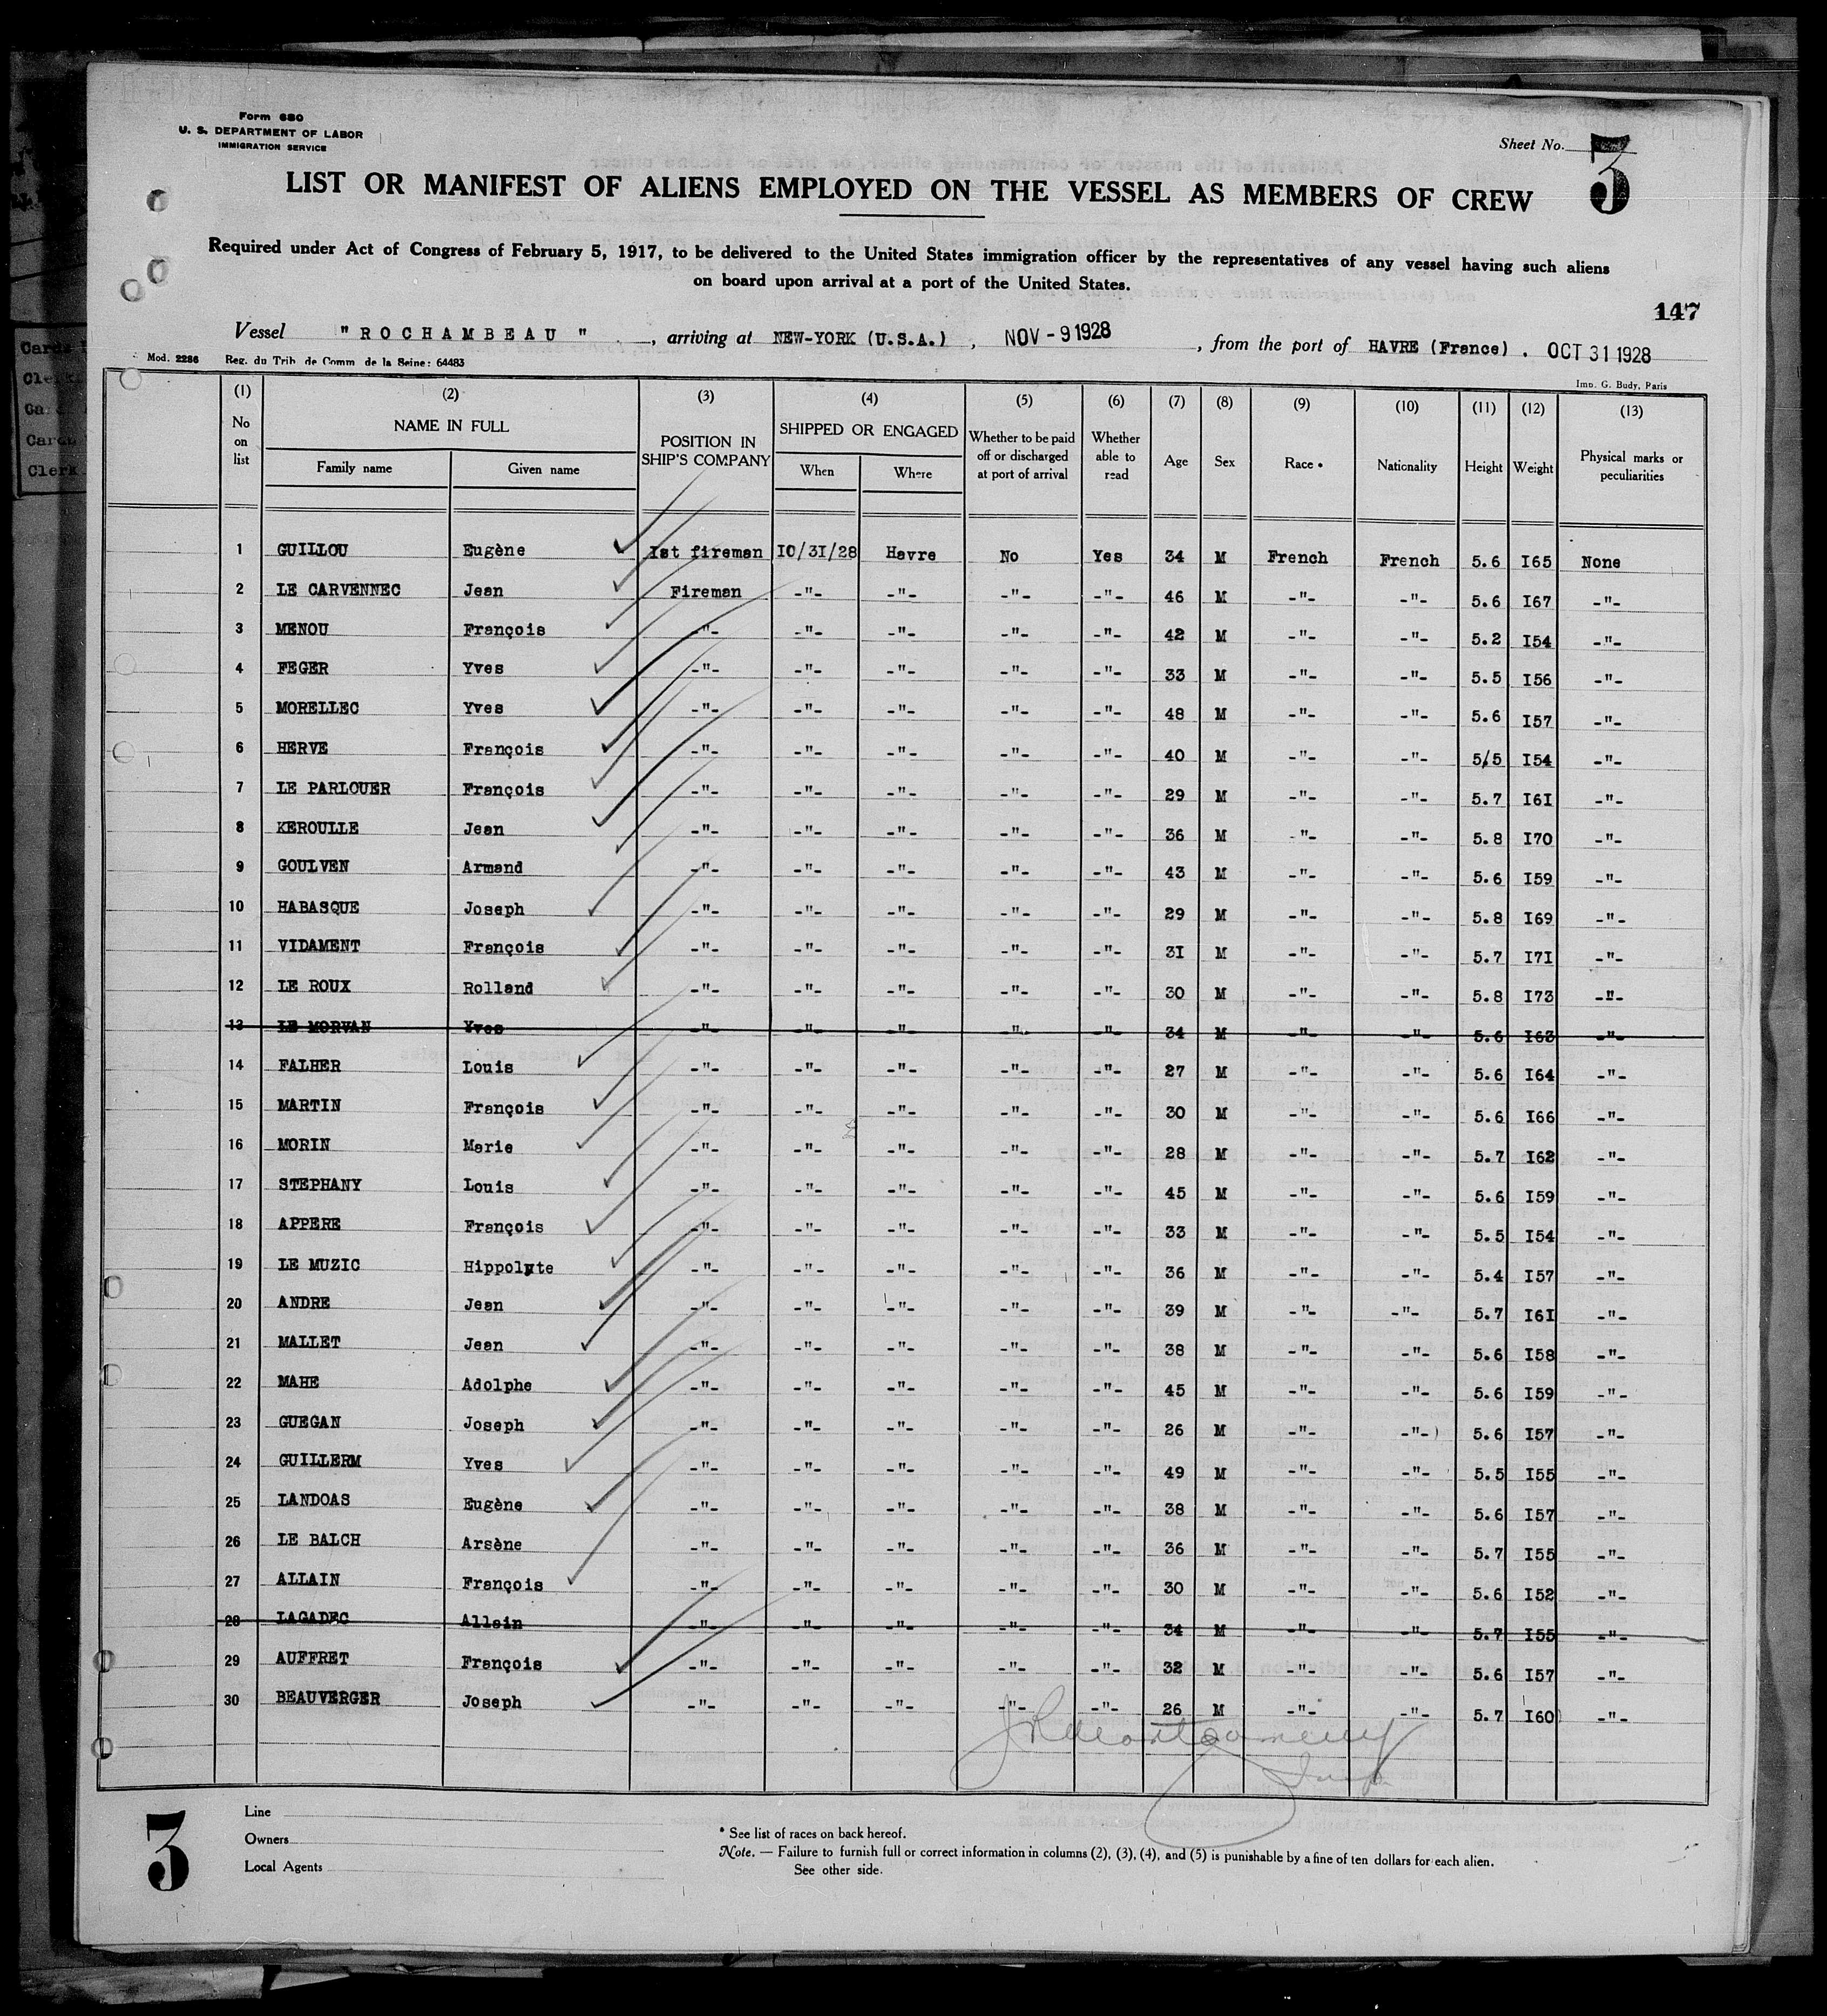 Form 680
U. S. DEPARTMENT OF LABOR
IMMIGRATION SERVICE
Sheet No. 3
LIST OR MANIFEST OF ALIENS EMPLOYED ON THE VESSEL AS MEMBERS OF CREW
Required under Act of Congress of February 5, 1917, to be delivered to the United States immigration officer by the representatives of any vessel having such aliens
on board upon arrival at a port of the United States.
147
Vessel "ROCHAMBEAU", arriving at NEW-YORK (U.S.A.), NOV - 9 1928, from the port of HAVRE (France). OCT 31 1928
Mod. 2286 Reg. du Trib. de Comm. de la Seine: 64483
Imp. G. Budy, Paris
(1) No on list (2) NAME IN FULL Family name Given name (3) POSITION IN SHIP'S COMPANY (4) SHIPPED OR ENGAGED When Where (5) Whether to be paid off or discharged at port of arrival (6) Whether able to read (7) Age (8) Sex (9) Race * (10) Nationality (11) Height (12) Weight (13) Physical marks or peculiarities
1 GUILLOU Eugène 1st fireman 10/31/28 Havre No Yes 34 M French French 5.6 165 None
2 LE CARVENNEC Jean Fireman -"- -"- -"- -"- 46 M -"- -"- 5.6 167 -"-
3 MENOU François -"- -"- -"- -"- -"- 42 M -"- -"- 5.2 154 -"-
4 FEGER Yves -"- -"- -"- -"- -"- 33 M -"- -"- 5.5 156 -"-
5 MORELLEC Yves -"- -"- -"- -"- -"- 48 M -"- -"- 5.6 157 -"-
6 HERVE François -"- -"- -"- -"- -"- 40 M -"- -"- 5/5 154 -"-
7 LE PARLOUER François -"- -"- -"- -"- -"- 29 M -"- -"- 5.7 161 -"-
8 KEROULLE Jean -"- -"- -"- -"- -"- 36 M -"- -"- 5.8 170 -"-
9 GOULVEN Armand -"- -"- -"- -"- -"- 43 M -"- -"- 5.6 159 -"-
10 HABASQUE Joseph -"- -"- -"- -"- -"- 29 M -"- -"- 5.8 169 -"-
11 VIDAMENT François -"- -"- -"- -"- -"- 31 M -"- -"- 5.7 171 -"-
12 LE ROUX Rolland -"- -"- -"- -"- -"- 30 M -"- -"- 5.8 173 -"-
13 LE MORVAN Yves -"- -"- -"- -"- -"- 34 M -"- -"- 5.6 163 -"-
14 FALHER Louis -"- -"- -"- -"- -"- 27 M -"- -"- 5.6 164 -"-
15 MARTIN François -"- -"- -"- -"- -"- 30 M -"- -"- 5.6 166 -"-
16 MORIN Marie -"- -"- -"- -"- -"- 28 M -"- -"- 5.7 162 -"-
17 STEPHANY Louis -"- -"- -"- -"- -"- 45 M -"- -"- 5.6 159 -"-
18 APPERE François -"- -"- -"- -"- -"- 33 M -"- -"- 5.5 154 -"-
19 LE MUZIC Hippolyte -"- -"- -"- -"- -"- 36 M -"- -"- 5.4 157 -"-
20 ANDRE Jean -"- -"- -"- -"- -"- 39 M -"- -"- 5.7 161 -"-
21 MALLET Jean -"- -"- -"- -"- -"- 38 M -"- -"- 5.6 158 -"-
22 MAHE Adolphe -"- -"- -"- -"- -"- 45 M -"- -"- 5.6 159 -"-
23 GUEGAN Joseph -"- -"- -"- -"- -"- 26 M -"- -"- 5.6 157 -"-
24 GUILLERM Yves -"- -"- -"- -"- -"- 49 M -"- -"- 5.5 155 -"-
25 LANDOAS Eugène -"- -"- -"- -"- -"- 38 M -"- -"- 5.6 157 -"-
26 LE BALCH Arsène -"- -"- -"- -"- -"- 36 M -"- -"- 5.7 155 -"-
27 ALLAIN François -"- -"- -"- -"- -"- 30 M -"- -"- 5.6 152 -"-
28 LAGADEC Allain -"- -"- -"- -"- -"- 34 M -"- -"- 5.7 155 -"-
29 AUFFRET François -"- -"- -"- -"- -"- 32 M -"- -"- 5.6 157 -"-
30 BEAUVERGER Joseph -"- -"- -"- -"- -"- 26 M -"- -"- 5.7 160 -"-
JR Montgomery
Insp.
3
Line
Owners
Local Agents
* See list of races on back hereof.
Note. — Failure to furnish full or correct information in columns (2), (3), (4), and (5) is punishable by a fine of ten dollars for each alien.
See other side.